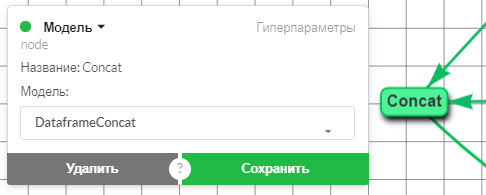 Модель
Гиперпараметры
node
Название: Concat
Модель:
DataframeConcat
Удалить
?
Сохранить
Concat